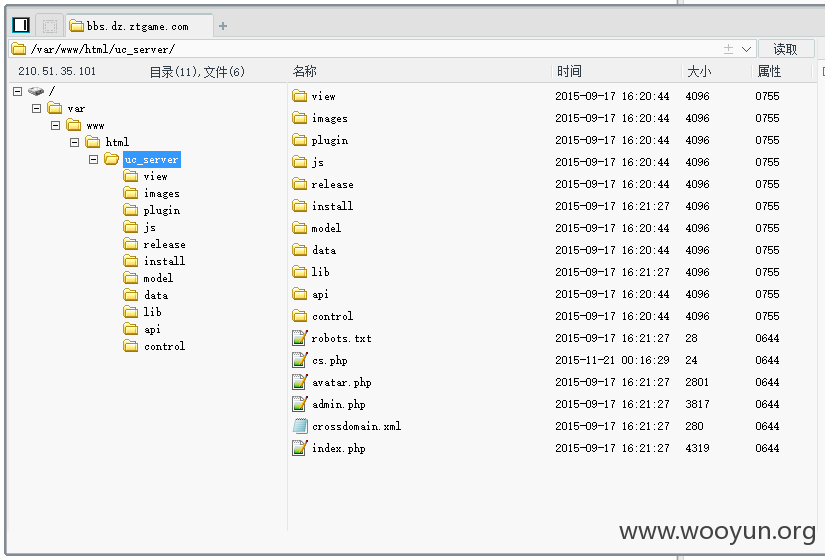 bbs.dz.ztgame.com
/var/www/html/uc_server/
读取
210.51.35.101 目录(11),文件(6) 名称 时间 大小 属性
/
var
www
html
uc_server
view
images
plugin
js
release
install
model
data
lib
api
control
view 2015-09-17 16:20:44 4096 0755
images 2015-09-17 16:20:44 4096 0755
plugin 2015-09-17 16:20:44 4096 0755
js 2015-09-17 16:20:44 4096 0755
release 2015-09-17 16:20:44 4096 0755
install 2015-09-17 16:21:27 4096 0755
model 2015-09-17 16:20:44 4096 0755
data 2015-09-17 16:20:44 4096 0755
lib 2015-09-17 16:21:27 4096 0755
api 2015-09-17 16:20:44 4096 0755
control 2015-09-17 16:20:44 4096 0755
robots.txt 2015-09-17 16:21:27 28 0644
cs.php 2015-11-21 00:16:29 24 0644
avatar.php 2015-09-17 16:21:27 2801 0644
admin.php 2015-09-17 16:21:27 3817 0644
crossdomain.xml 2015-09-17 16:21:27 280 0644
index.php 2015-09-17 16:21:27 4319 0644
www.wooyun.org